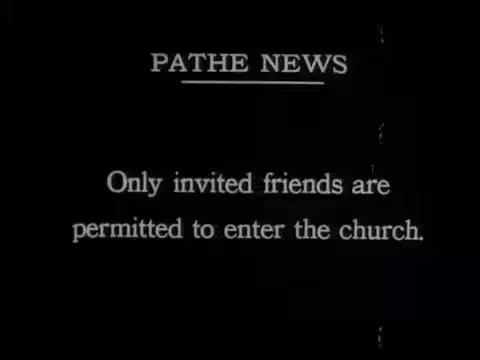 PATHE NEWS
Only invited friends are
permitted to enter the church.